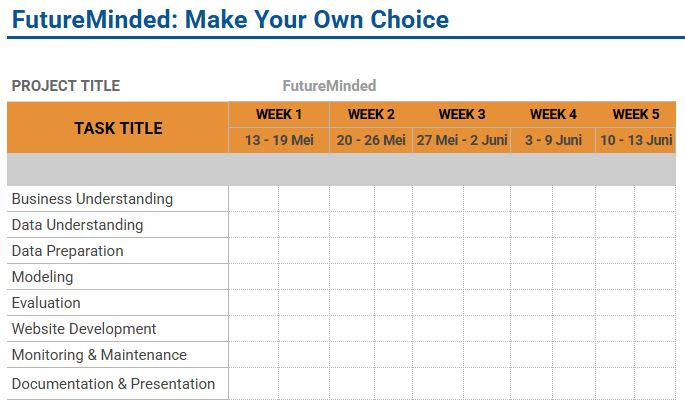 FutureMinded: Make Your Own Choice
PROJECT TITLE FutureMinded
TASK TITLE WEEK 1 WEEK 2 WEEK 3 WEEK 4 WEEK 5
13 - 19 Mei 20 - 26 Mei 27 Mei - 2 Juni 3 - 9 Juni 10 - 13 Juni
Business Understanding
Data Understanding
Data Preparation
Modeling
Evaluation
Website Development
Monitoring & Maintenance
Documentation & Presentation